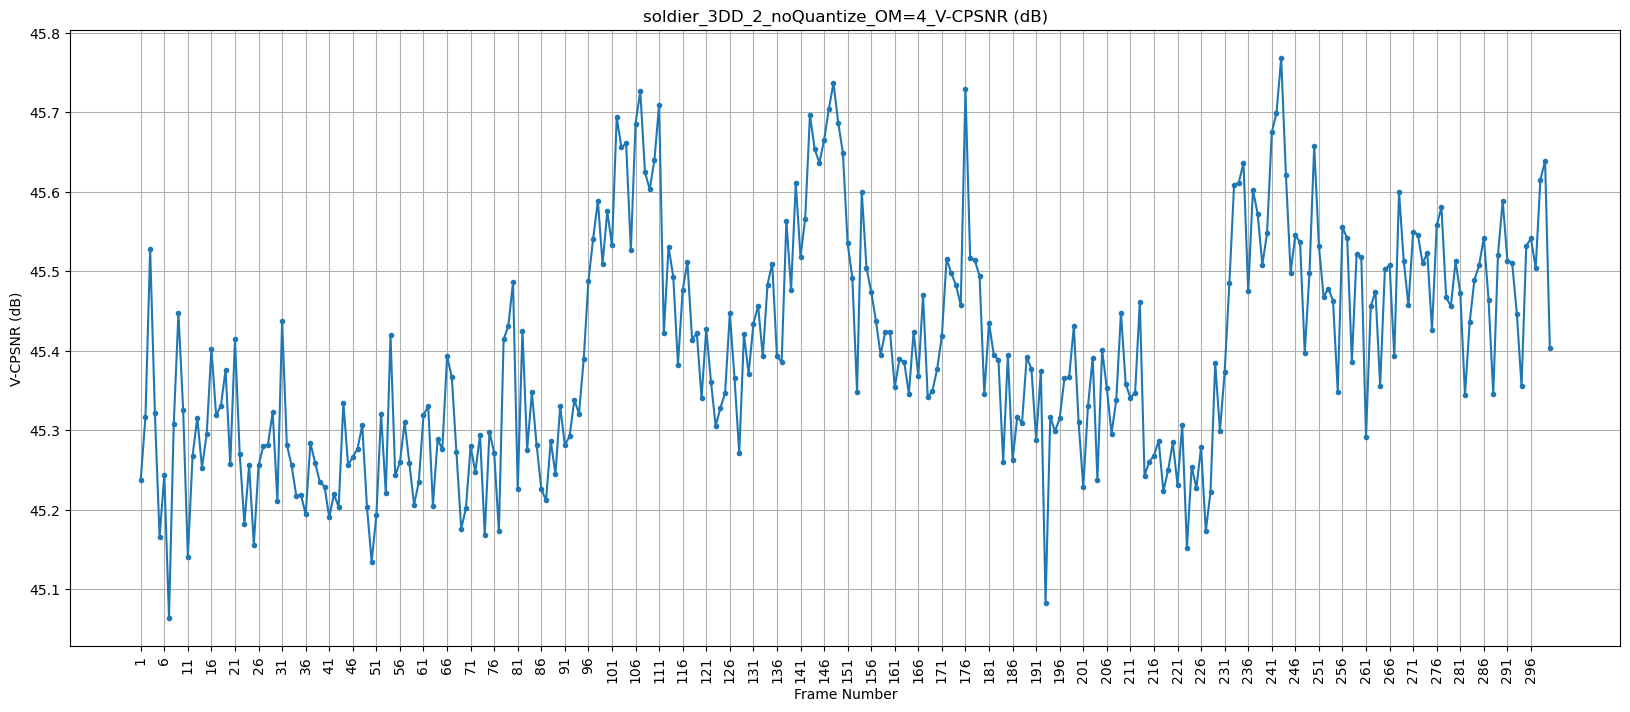 soldier_3DD_2_noQuantize_OM=4_V-CPSNR (dB)
45.8
45.7
45.6
45.5
45.4
45.3
45.2
45.1
V-CPSNR (dB)
1 6 11 16 21 26 31 36 41 46 51 56 61 66 71 76 81 86 91 96 101 106 111 116 121 126 131 136 141 146 151 156 161 166 171 176 181 186 191 196 201 206 211 216 221 226 231 236 241 246 251 256 261 266 271 276 281 286 291 296
Frame Number